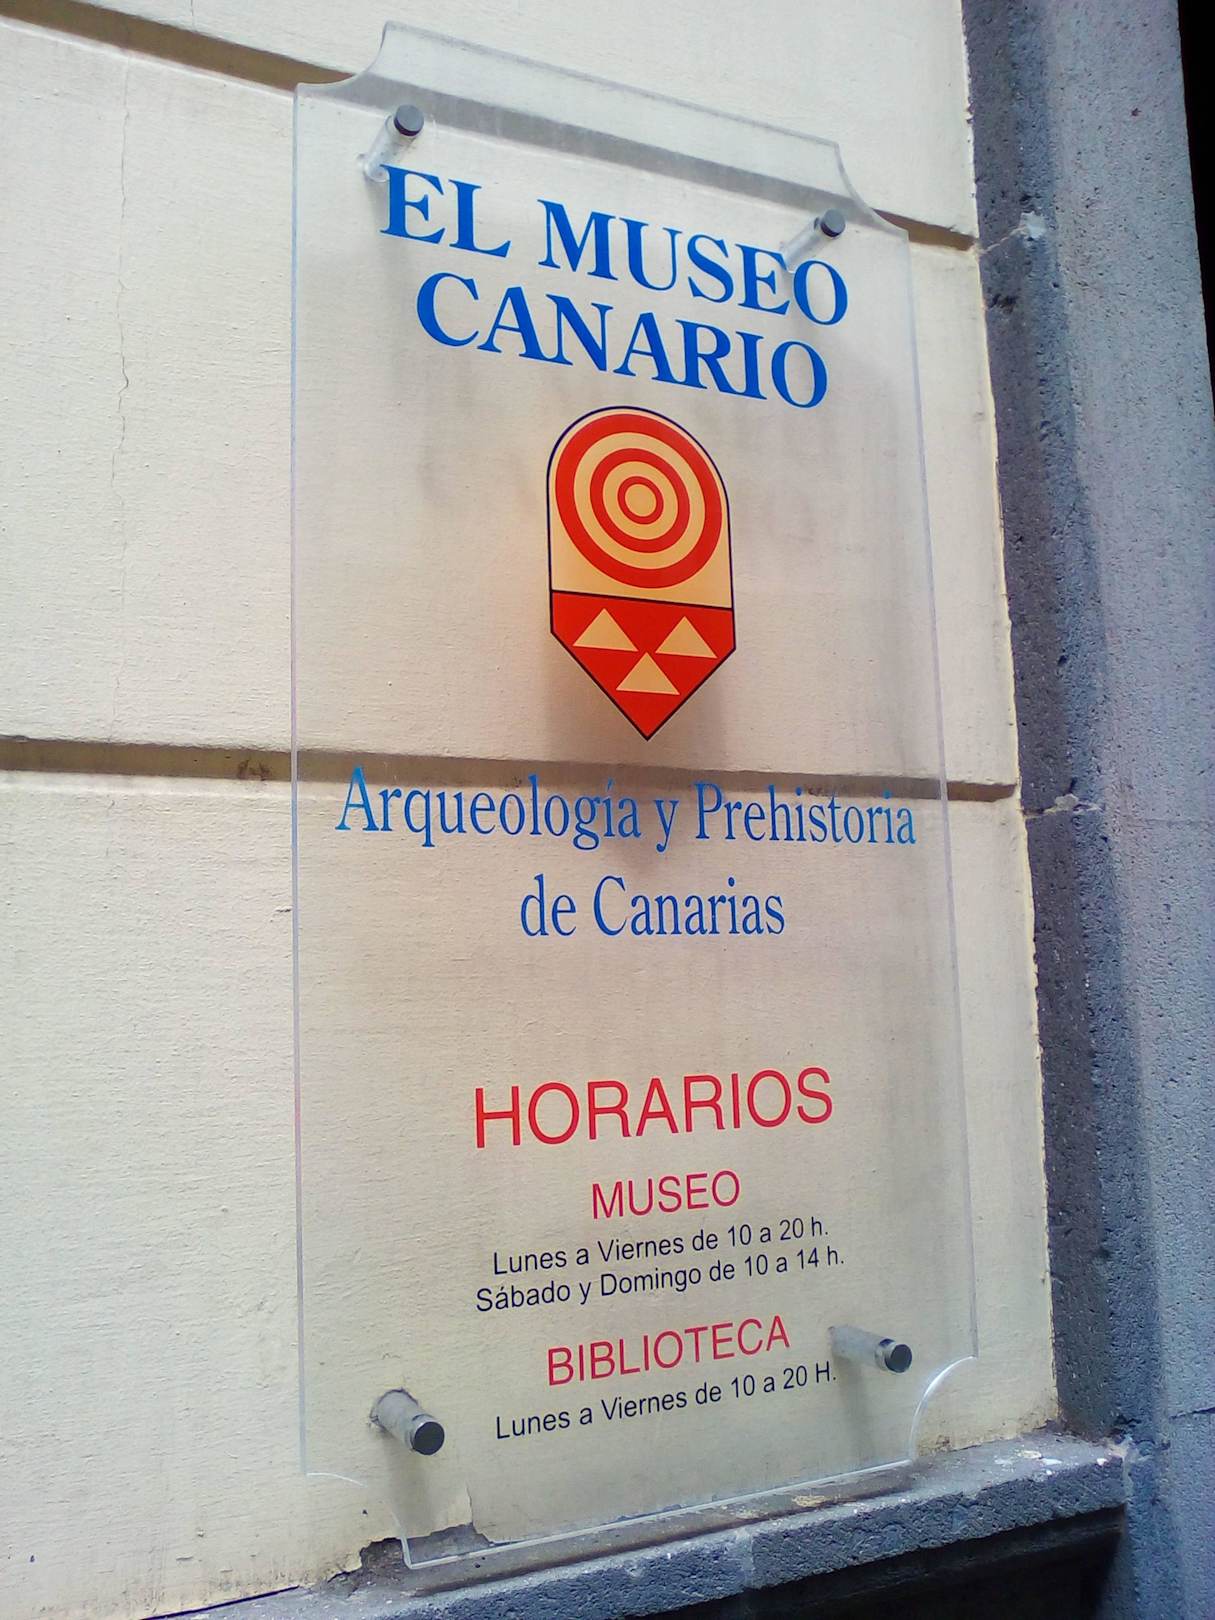 EL MUSEO
CANARIO
Arqueología y Prehistoria
de Canarias
HORARIOS
MUSEO
Lunes a Viernes de 10 a 20 h.
Sábado y Domingo de 10 a 14 h.
BIBLIOTECA
Lunes a Viernes de 10 a 20 H.